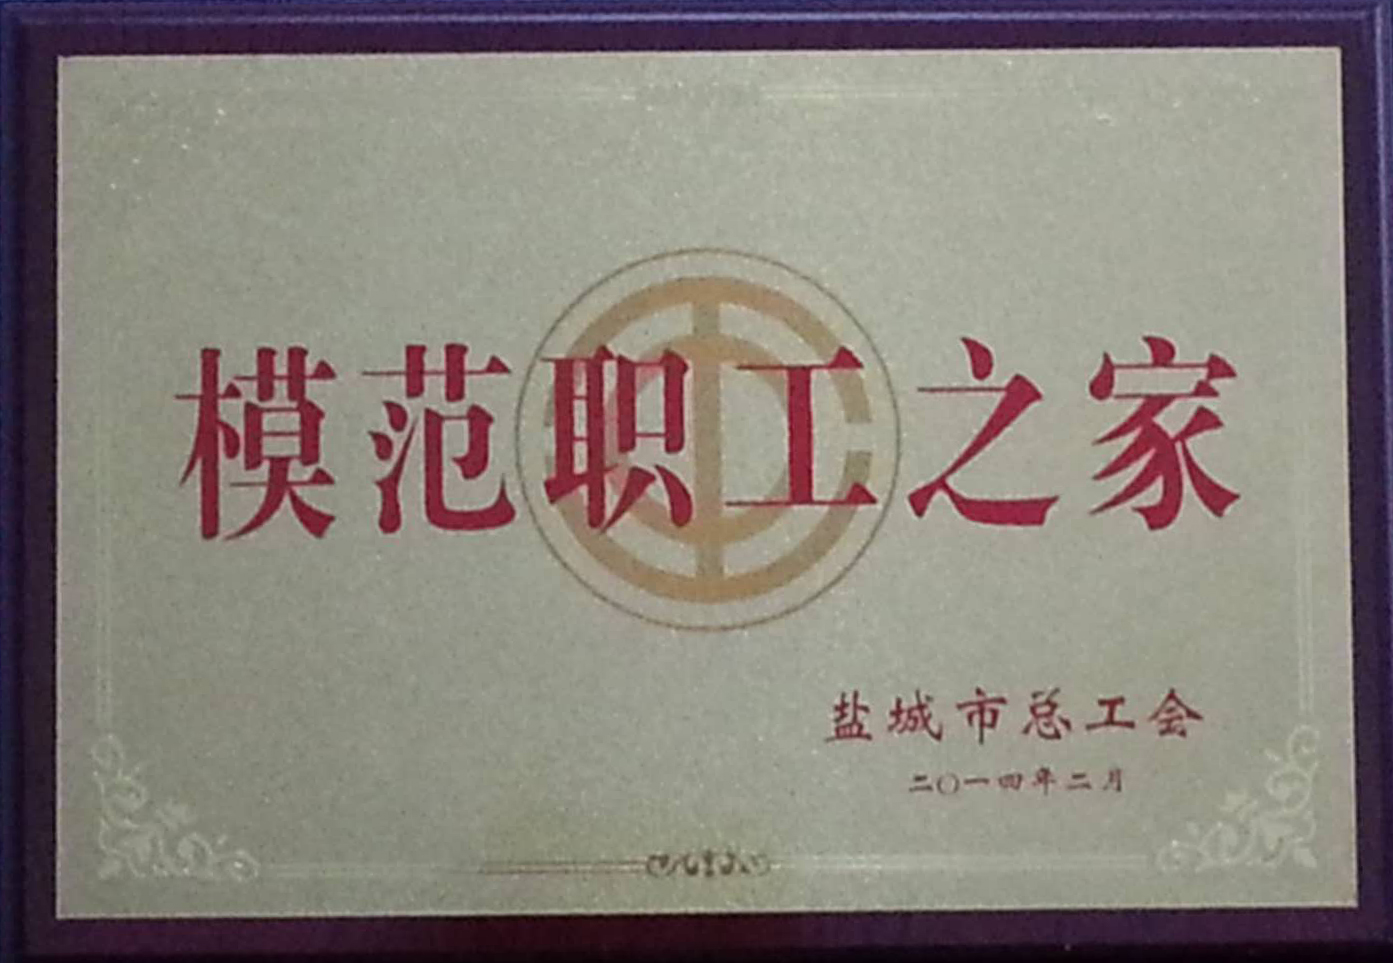 模范职工之家
盐城市总工会
二〇一四年二月